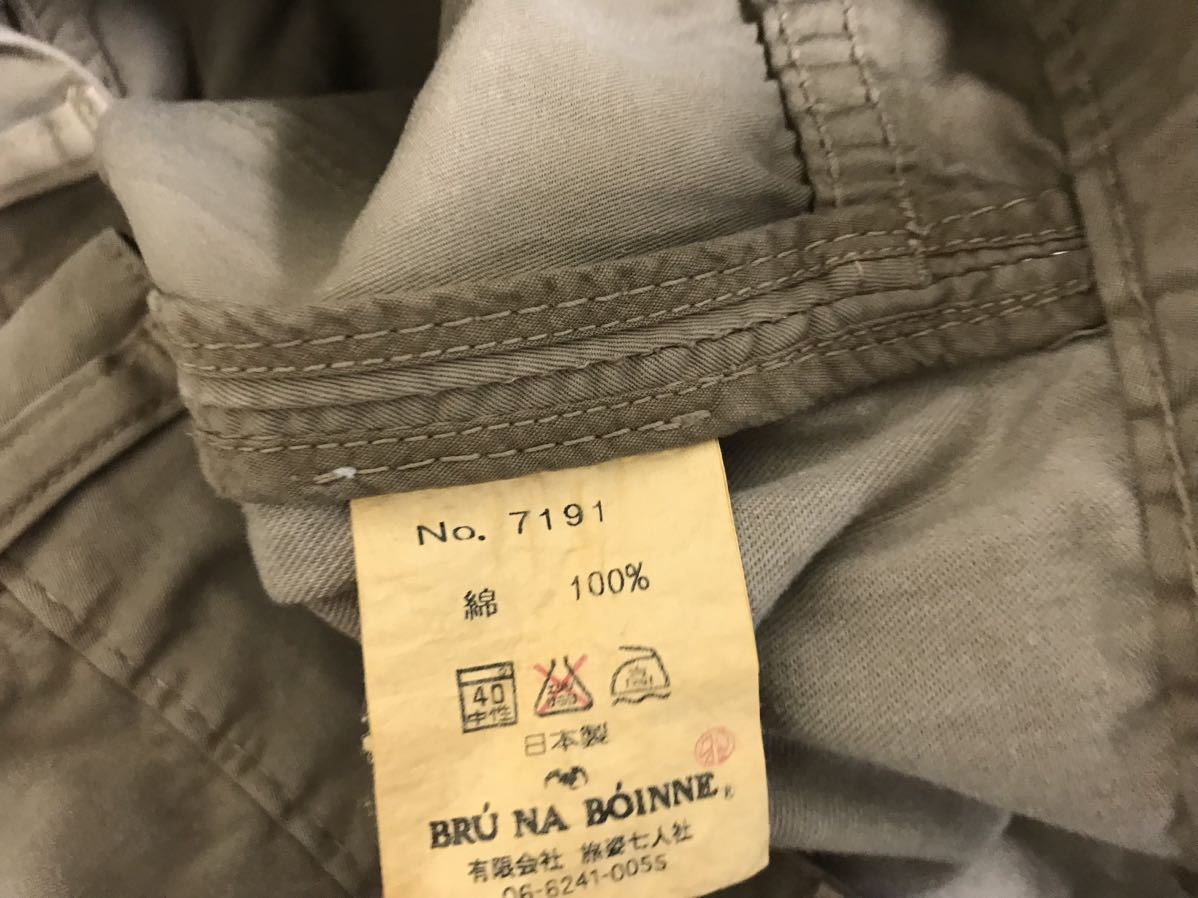 No. 7191
綿 100%
40
中性
日本製
BRÚ NA BÓINNE®
有限会社 旅姿七人社
06-6241-0055